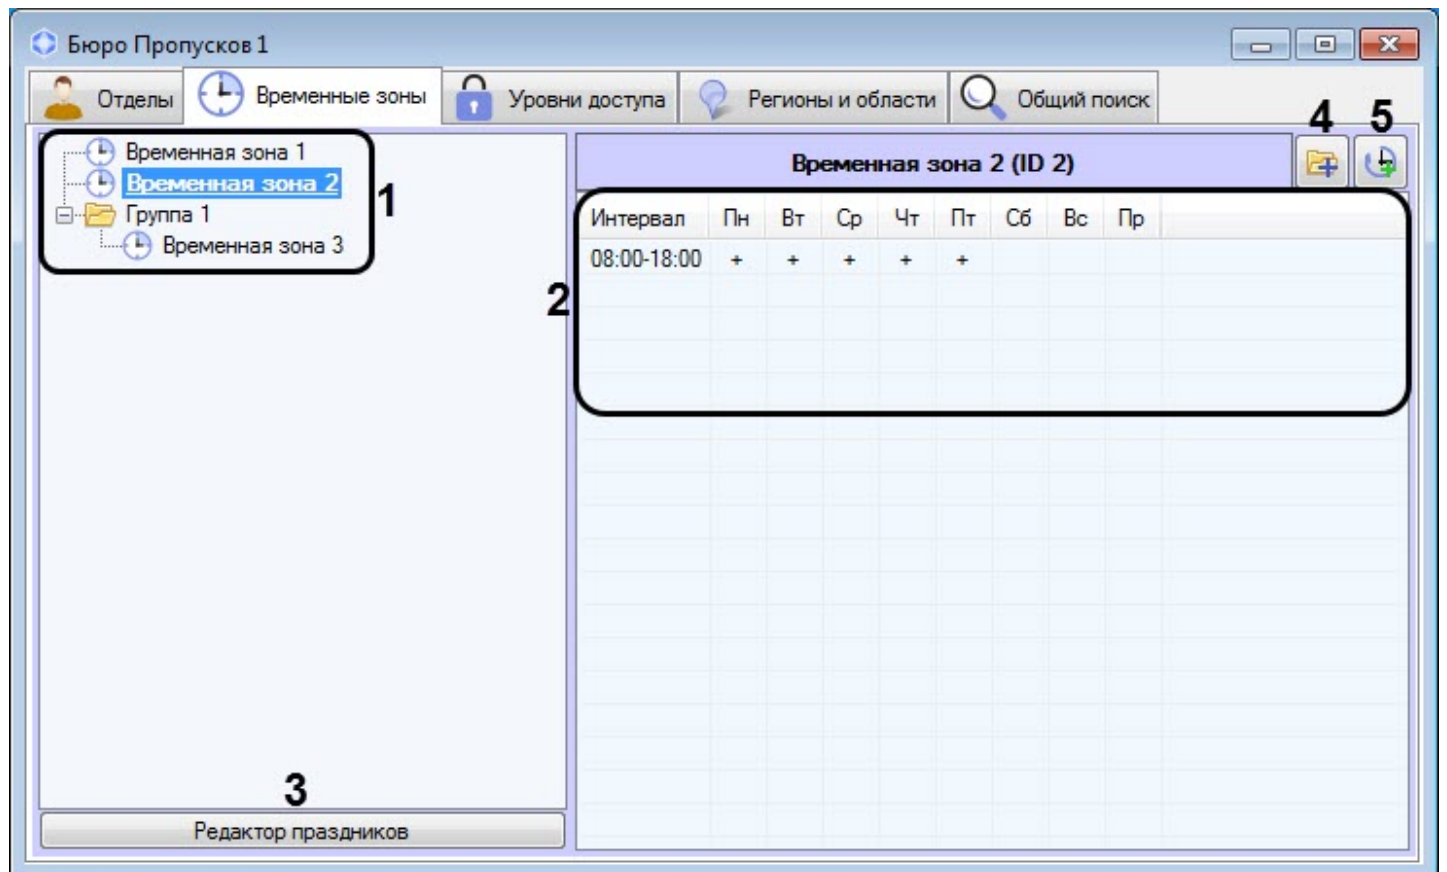 Бюро Пропусков 1
Отделы Временные зоны Уровни доступа Регионы и области Общий поиск
4 5
Временная зона 1
Временная зона 2
Группа 1
Временная зона 3
1
Временная зона 2 (ID 2)
Интервал Пн Вт Ср Чт Пт Сб Вс Пр
08:00-18:00 + + + + +
2
3
Редактор праздников